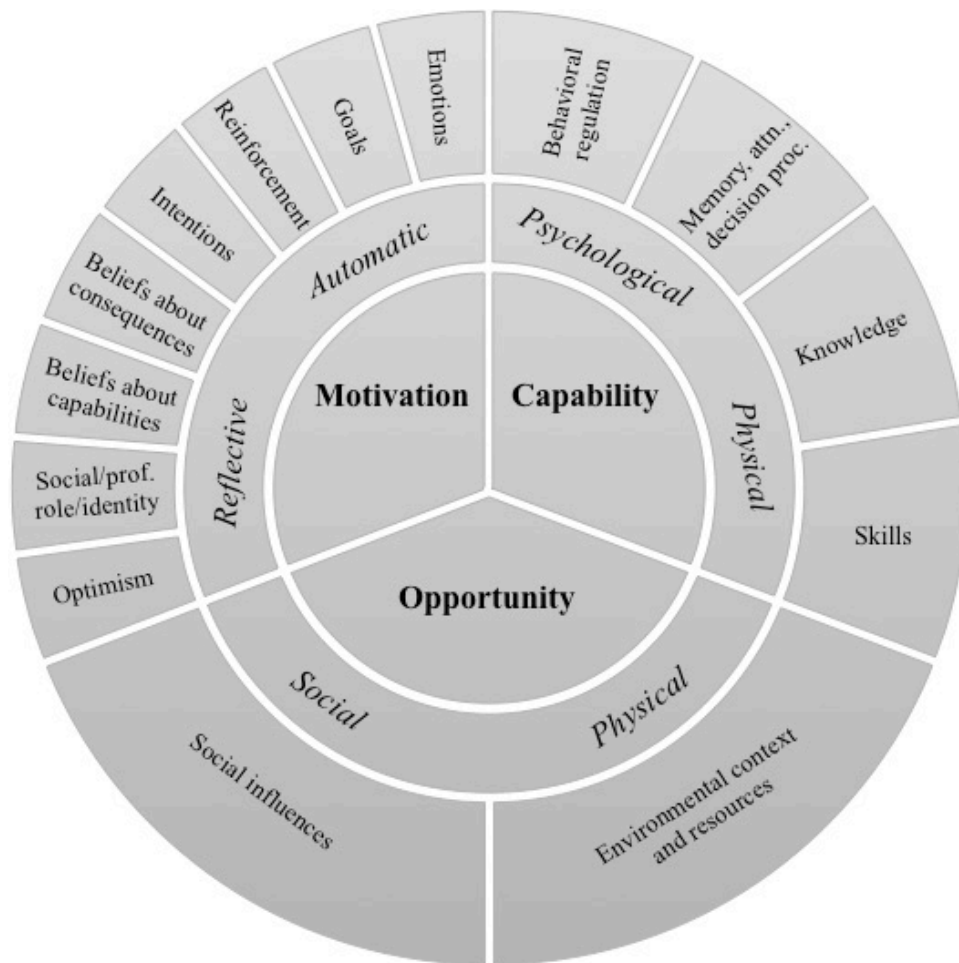 Emotions
Goals
Reinforcement
Intentions
Beliefs about
consequences
Beliefs about
capabilities
Social/prof.
role/identity
Optimism
Behavioral
regulation
Memory, attn.,
decision proc.
Knowledge
Skills
Automatic
Reflective
Psychological
Physical
Motivation
Capability
Opportunity
Social
Physical
Social influences
Environmental context
and resources